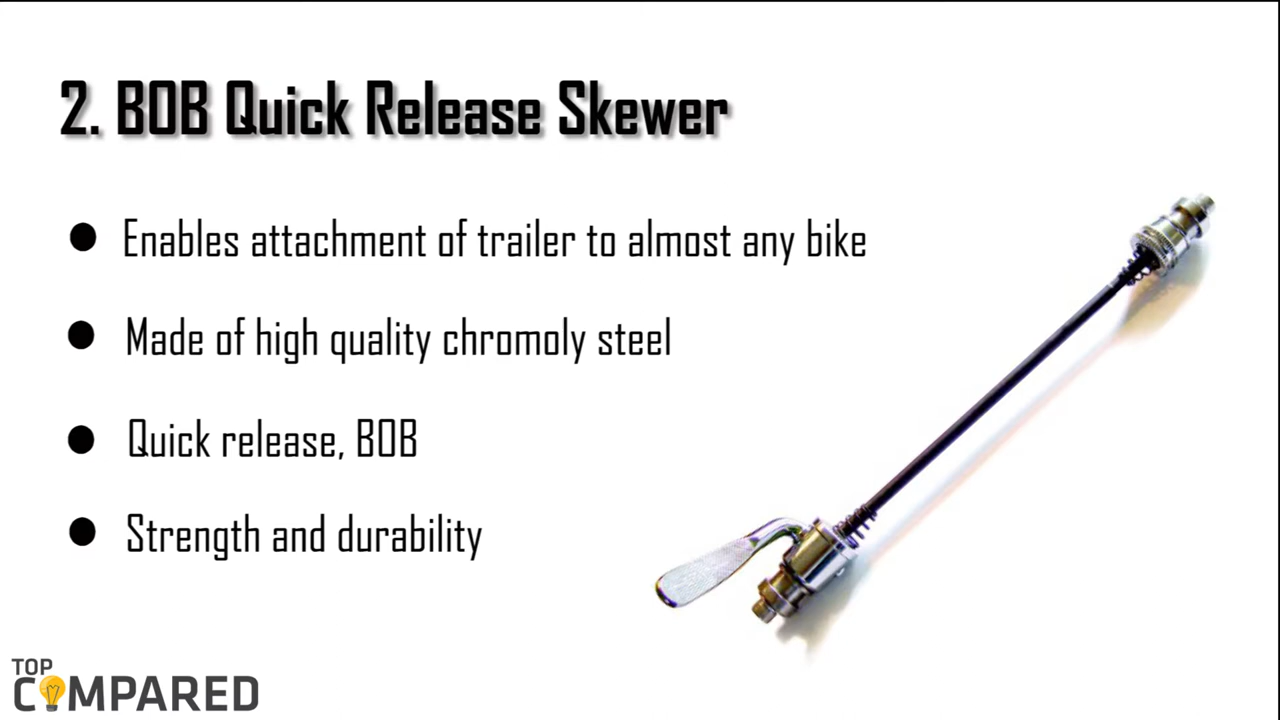 2. BOB Quick Release Skewer
Enables attachment of trailer to almost any bike
Made of high quality chromoly steel
Quick release, BOB
Strength and durability
TOP
COMPARED